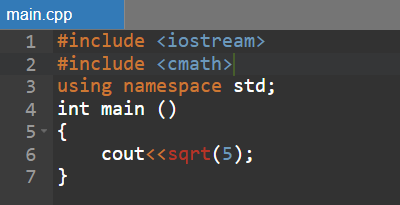 main.cpp
1 #include <iostream>
2 #include <cmath>
3 using namespace std;
4 int main ()
5 {
6     cout<<sqrt(5);
7 }